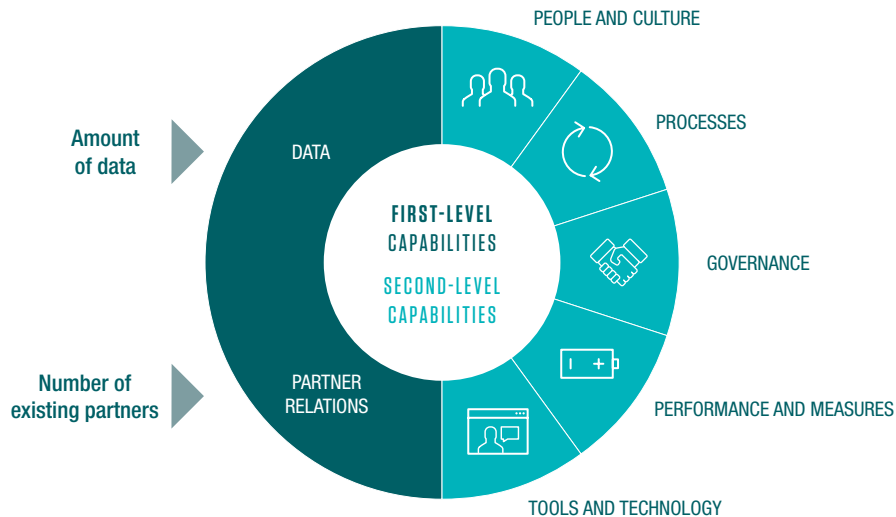 PEOPLE AND CULTURE
PROCESSES
Amount
of data
DATA
FIRST-LEVEL
CAPABILITIES
GOVERNANCE
SECOND-LEVEL
CAPABILITIES
Number of
existing partners
PARTNER
RELATIONS
PERFORMANCE AND MEASURES
TOOLS AND TECHNOLOGY